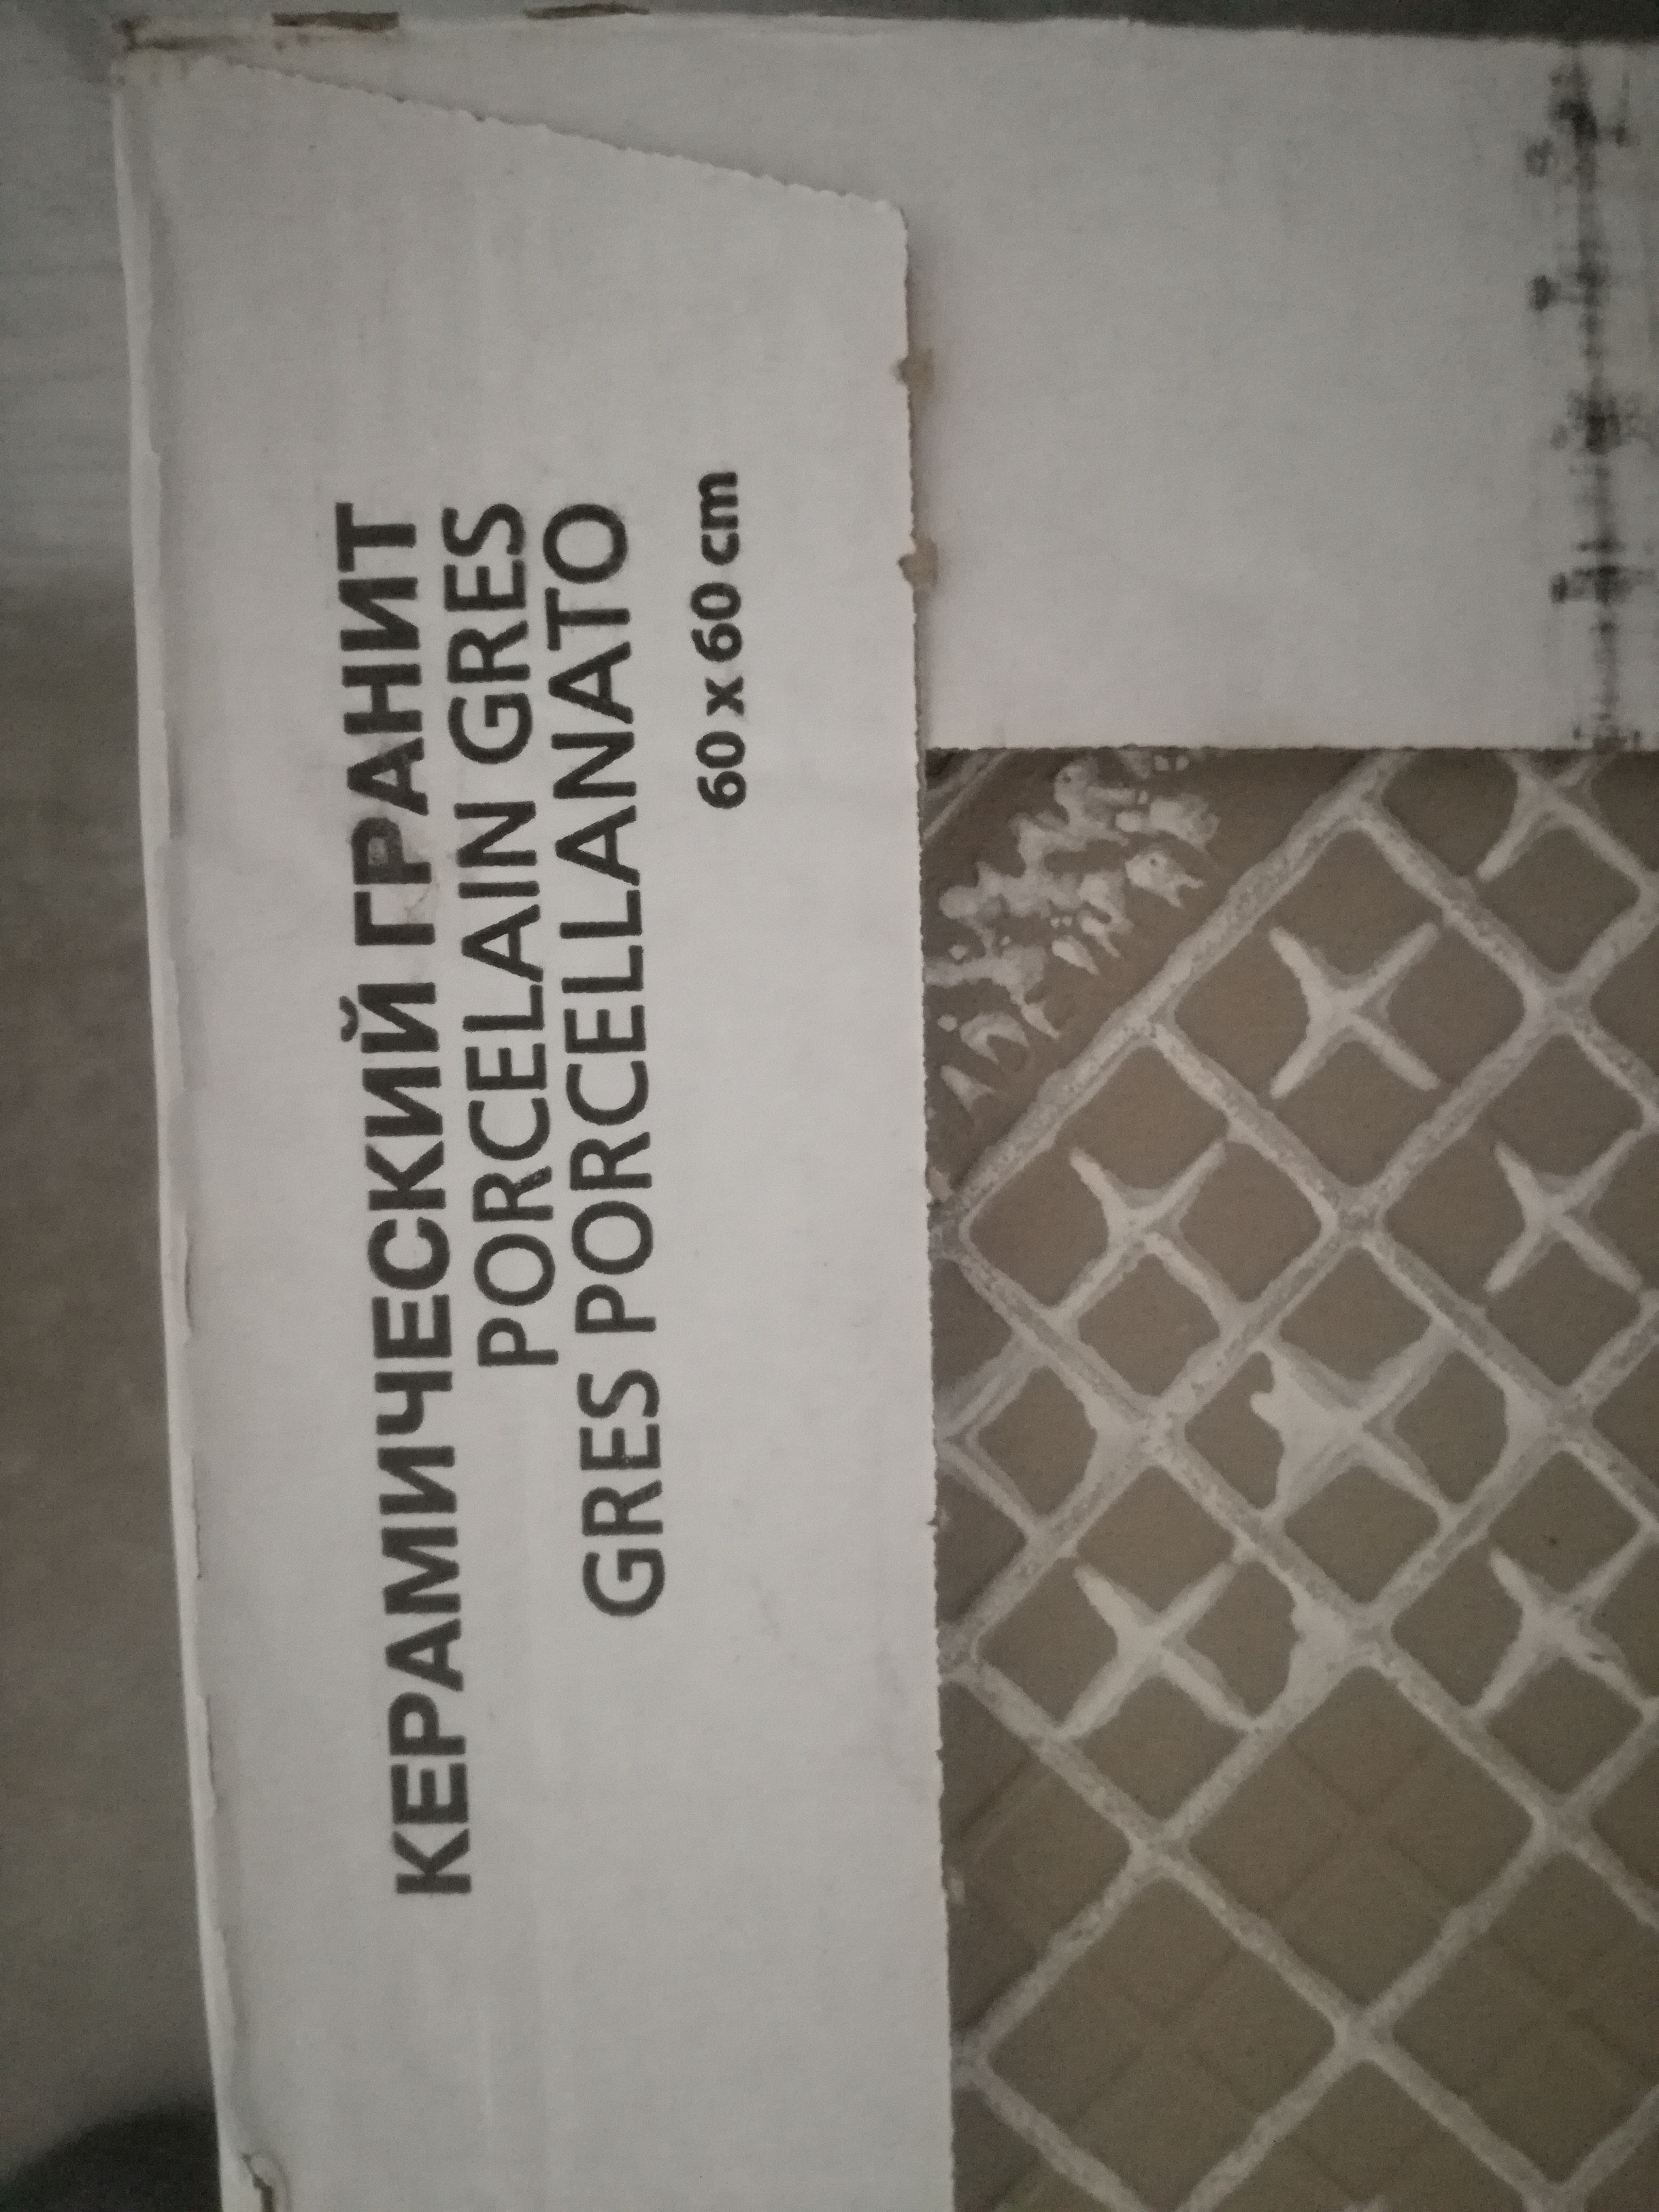 КЕРАМИЧЕСКИЙ ГРАНИТ
PORCELAIN GRES
GRES PORCELLANATO
60 x 60 cm